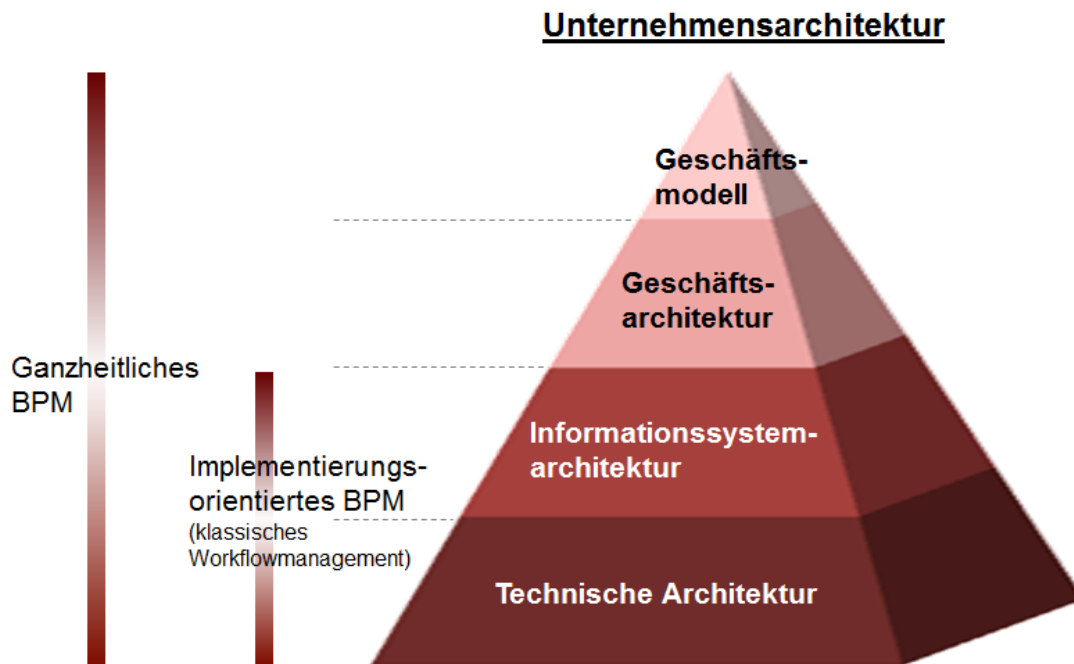 Unternehmensarchitektur
Geschäfts-
modell
Geschäfts-
architektur
Ganzheitliches
BPM
Informationssystem-
architektur
Implementierungs-
orientiertes BPM
(klassisches
Workflowmanagement)
Technische Architektur